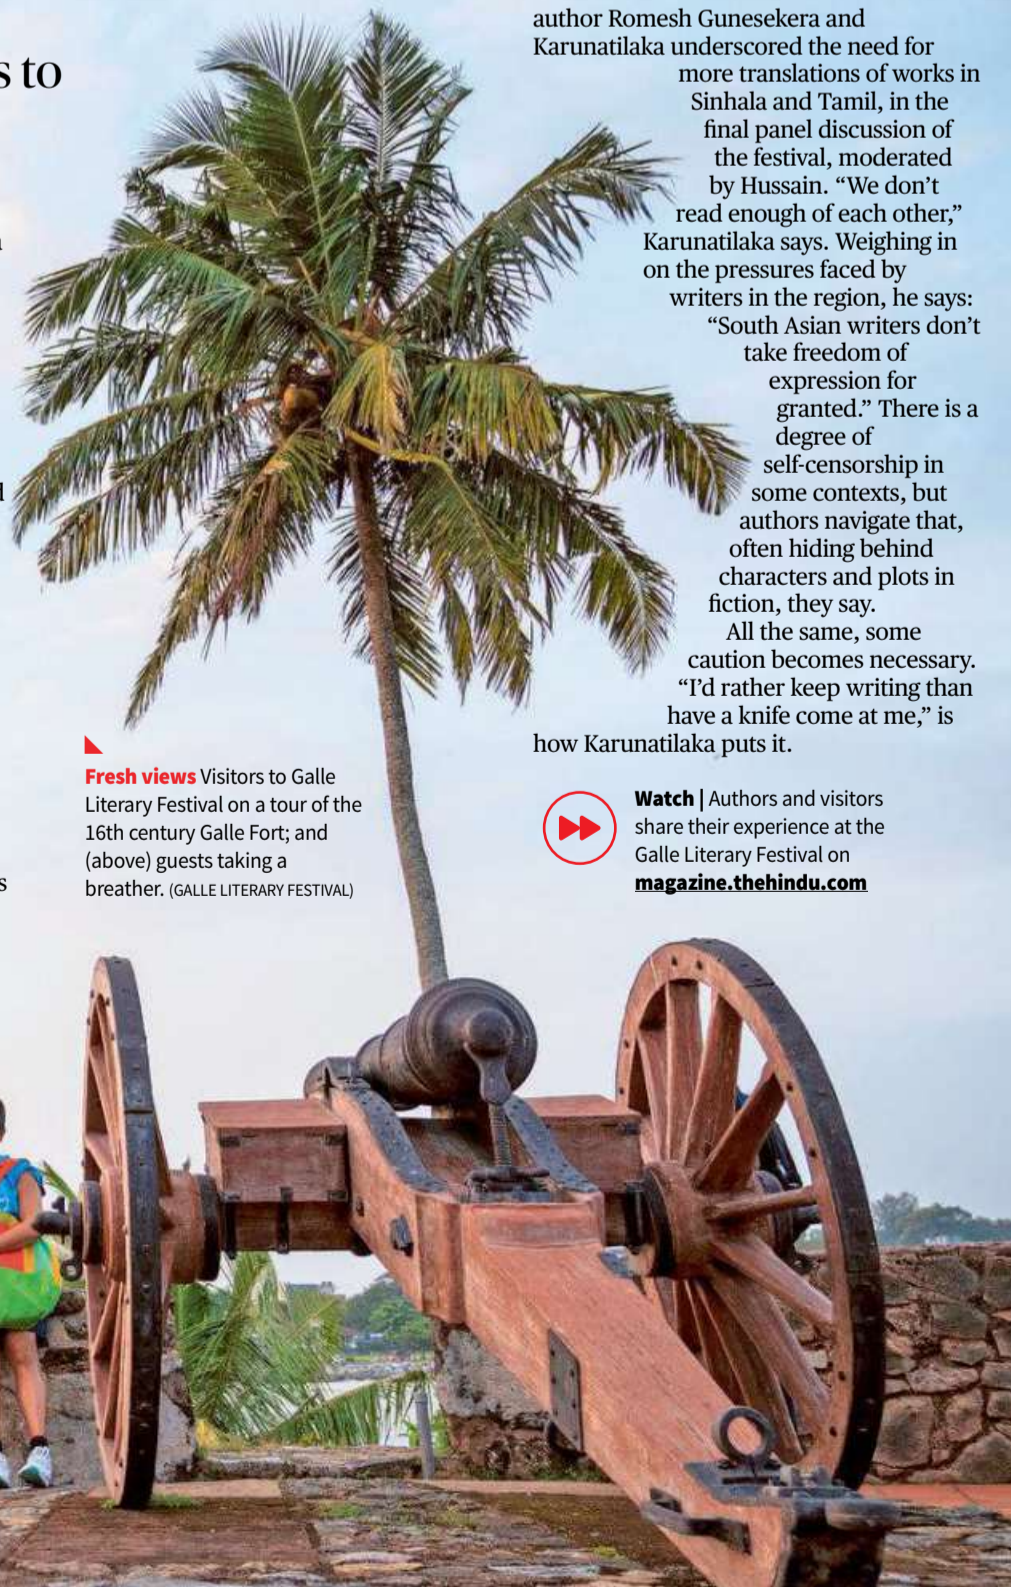 s to
author Romesh Gunesekera and
Karunatilaka underscored the need for
more translations of works in
Sinhala and Tamil, in the
final panel discussion of
the festival, moderated
by Hussain. “We don’t
read enough of each other,”
Karunatilaka says. Weighing in
on the pressures faced by
writers in the region, he says:
“South Asian writers don’t
take freedom of
expression for
granted.” There is a
degree of
self-censorship in
some contexts, but
authors navigate that,
often hiding behind
characters and plots in
fiction, they say.
All the same, some
caution becomes necessary.
“I’d rather keep writing than
have a knife come at me,” is
how Karunatilaka puts it.
Fresh views Visitors to Galle
Literary Festival on a tour of the
16th century Galle Fort; and
(above) guests taking a
breather. (GALLE LITERARY FESTIVAL)
Watch | Authors and visitors
share their experience at the
Galle Literary Festival on
magazine.thehindu.com